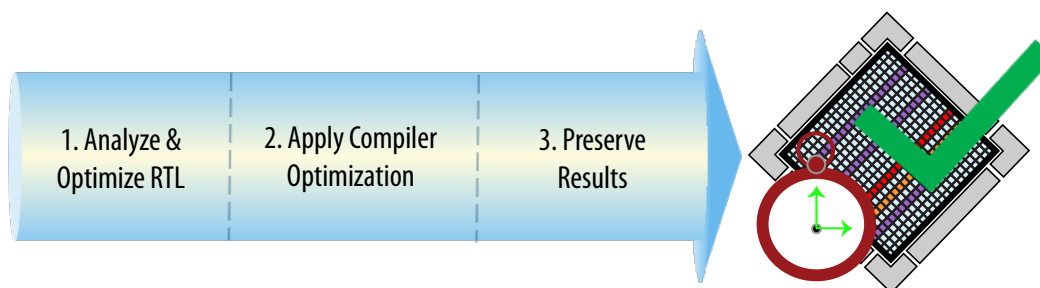 1. Analyze &
Optimize RTL
2. Apply Compiler
Optimization
3. Preserve
Results